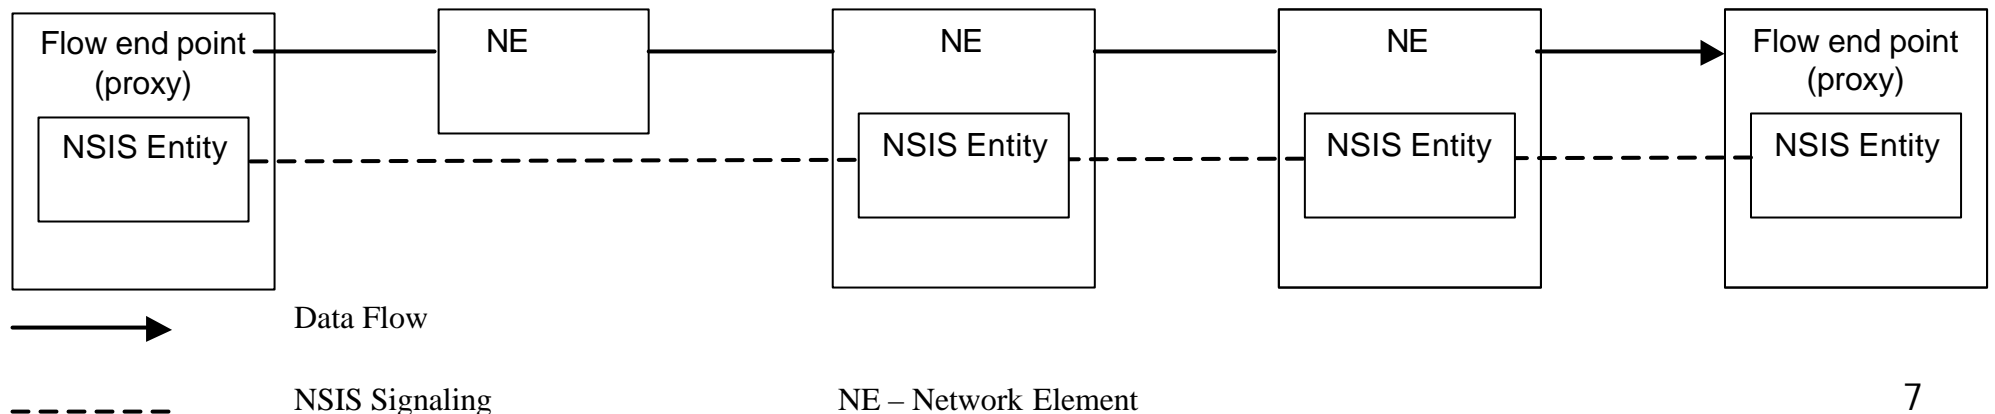 Flow end point
(proxy)
NSIS Entity
NE
NE
NSIS Entity
NE
NSIS Entity
Flow end point
(proxy)
NSIS Entity
Data Flow
NSIS Signaling
NE – Network Element
7